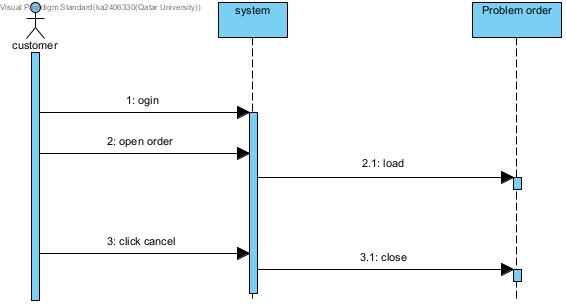 Visual Paradigm Standard(ka2406330(Qatar University))
system
Problem order
customer
1: ogin
2: open order
2.1: load
3: click cancel
3.1: close